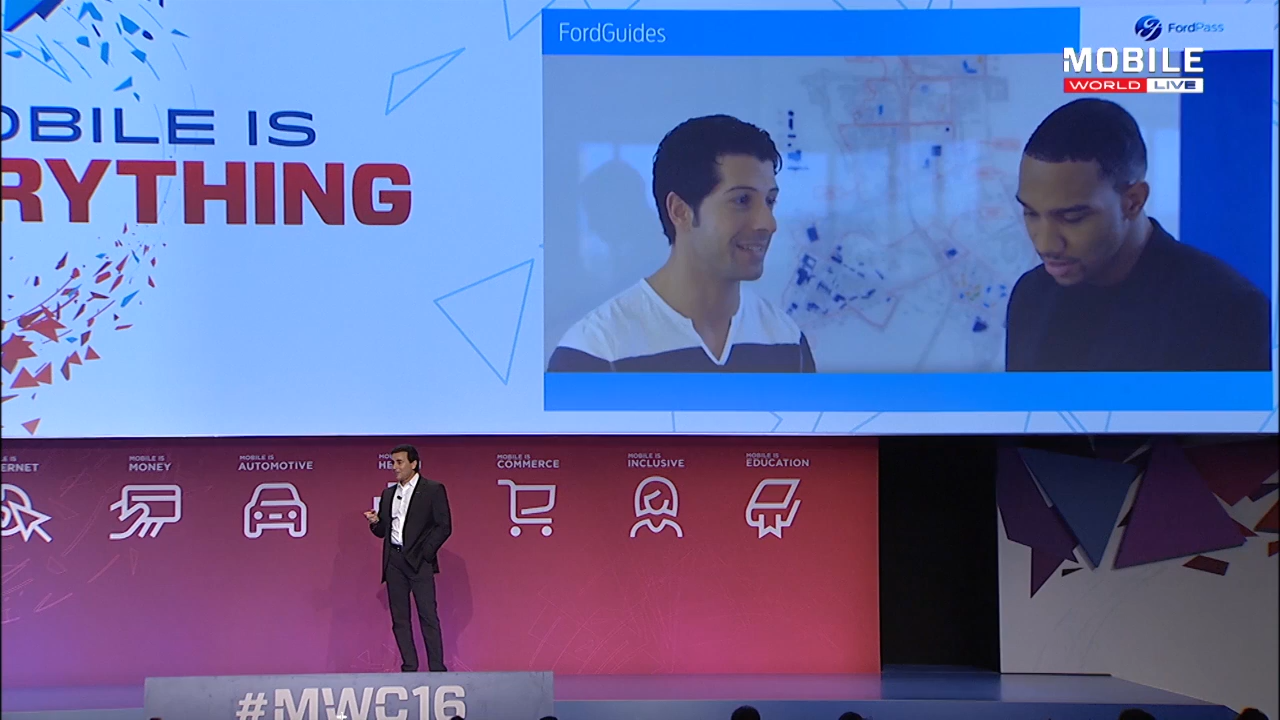 FordGuides
FordPass
MOBILE
WORLD LIVE
OBILE IS
RYTHING
ERNET
MOBILE IS
MONEY
MOBILE IS
AUTOMOTIVE
MOBILE IS
COMMERCE
MOBILE IS
INCLUSIVE
MOBILE IS
EDUCATION
#MWC16